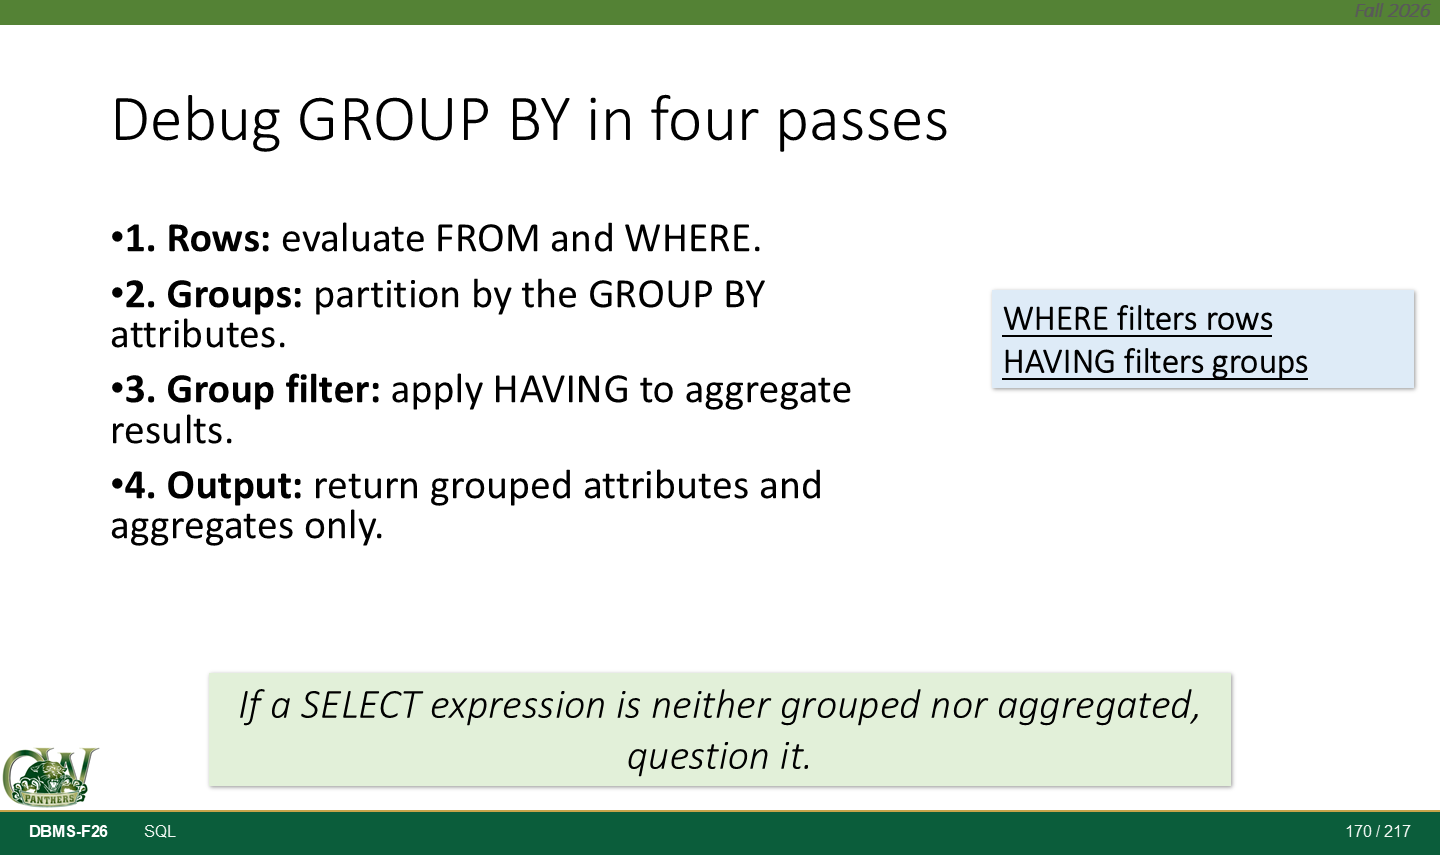 Fall 2026
Debug GROUP BY in four passes
•1. Rows: evaluate FROM and WHERE.
•2. Groups: partition by the GROUP BY
attributes.
•3. Group filter: apply HAVING to aggregate
results.
•4. Output: return grouped attributes and
aggregates only.
WHERE filters rows
HAVING filters groups
If a SELECT expression is neither grouped nor aggregated,
question it.
OW
PANTHERS
DBMS-F26 SQL 170 / 217